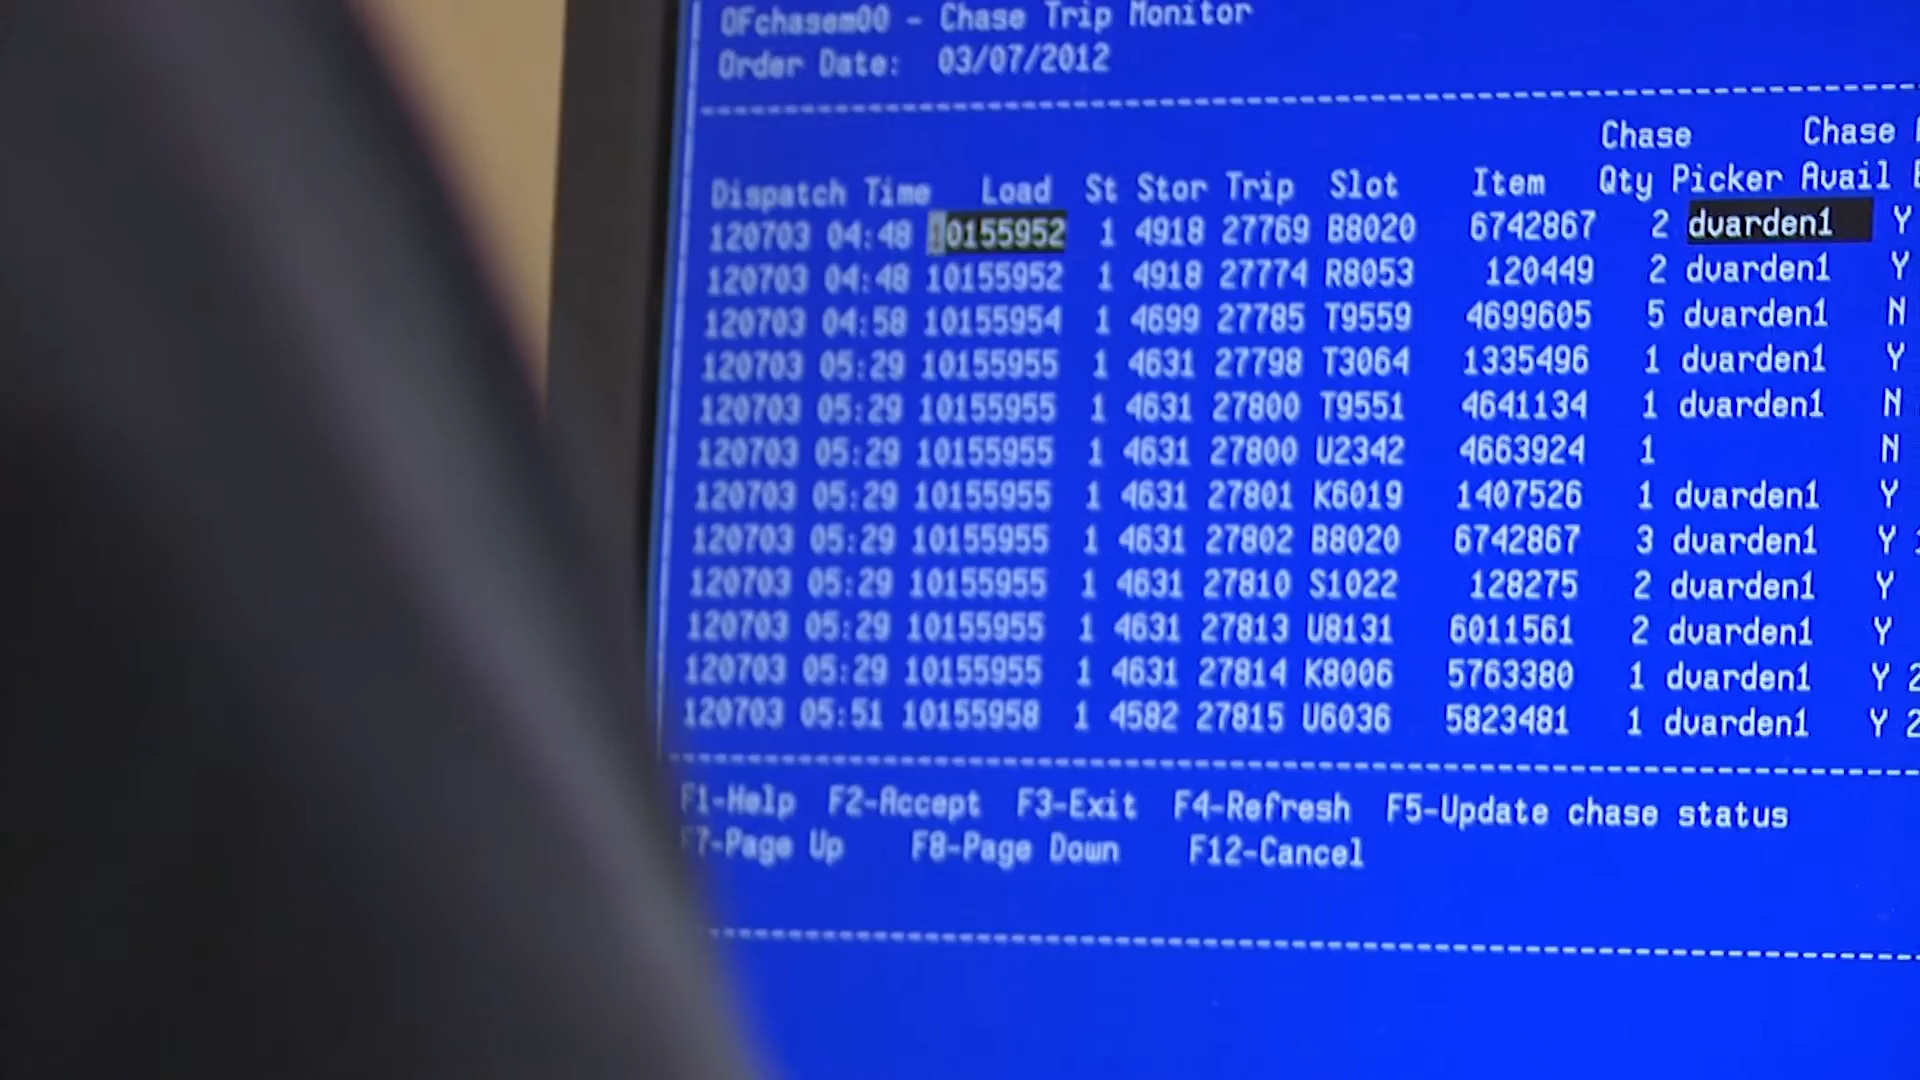 OFchasem00 - Chase Trip Monitor
Order Date: 03/07/2012
Chase Chase
Dispatch Time Load St Stor Trip Slot Item Qty Picker Avail
120703 04:48 10155952 1 4918 27769 B8020 6742867 2 dvarden1 Y
120703 04:48 10155952 1 4918 27774 R8053 120449 2 dvarden1 Y
120703 04:58 10155954 1 4699 27785 T9559 4699605 5 dvarden1 N
120703 05:29 10155955 1 4631 27798 T3064 1335496 1 dvarden1 Y
120703 05:29 10155955 1 4631 27800 T9551 4641134 1 dvarden1 N
120703 05:29 10155955 1 4631 27800 U2342 4663924 1 N
120703 05:29 10155955 1 4631 27801 K6019 1407526 1 dvarden1 Y
120703 05:29 10155955 1 4631 27802 B8020 6742867 3 dvarden1 Y
120703 05:29 10155955 1 4631 27810 S1022 128275 2 dvarden1 Y
120703 05:29 10155955 1 4631 27813 U8131 6011561 2 dvarden1 Y
120703 05:29 10155955 1 4631 27814 K8006 5763380 1 dvarden1 Y 2
120703 05:51 10155958 1 4582 27815 U6036 5823481 1 dvarden1 Y 2
F1-Help F2-Accept F3-Exit F4-Refresh F5-Update chase status
F7-Page Up F8-Page Down F12-Cancel